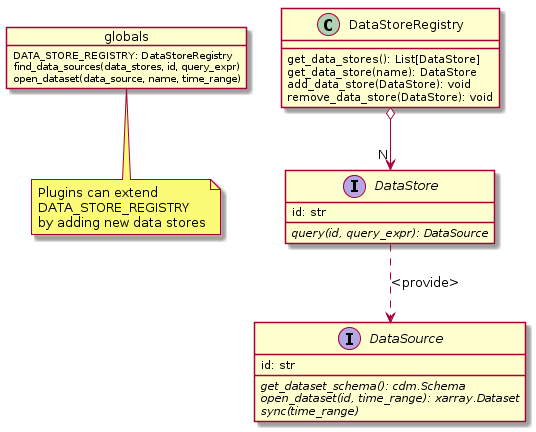 globals
DATA_STORE_REGISTRY: DataStoreRegistry
find_data_sources(data_stores, id, query_expr)
open_dataset(data_source, name, time_range)
Plugins can extend
DATA_STORE_REGISTRY
by adding new data stores
C DataStoreRegistry
get_data_stores(): List[DataStore]
get_data_store(name): DataStore
add_data_store(DataStore): void
remove_data_store(DataStore): void
N
I DataStore
id: str
query(id, query_expr): DataSource
<provide>
I DataSource
id: str
get_dataset_schema(): cdm.Schema
open_dataset(id, time_range): xarray.Dataset
sync(time_range)